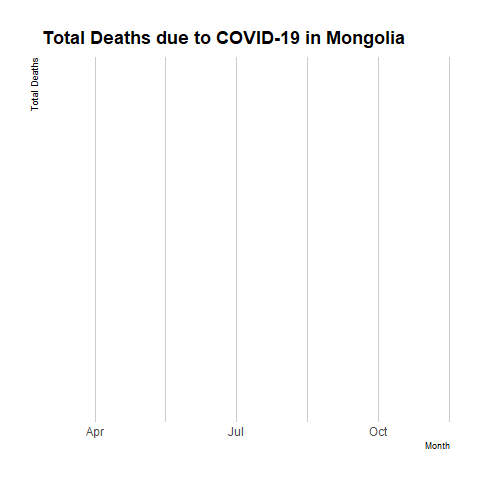 Total Deaths due to COVID-19 in Mongolia
Total Deaths
Apr
Jul
Oct
Month